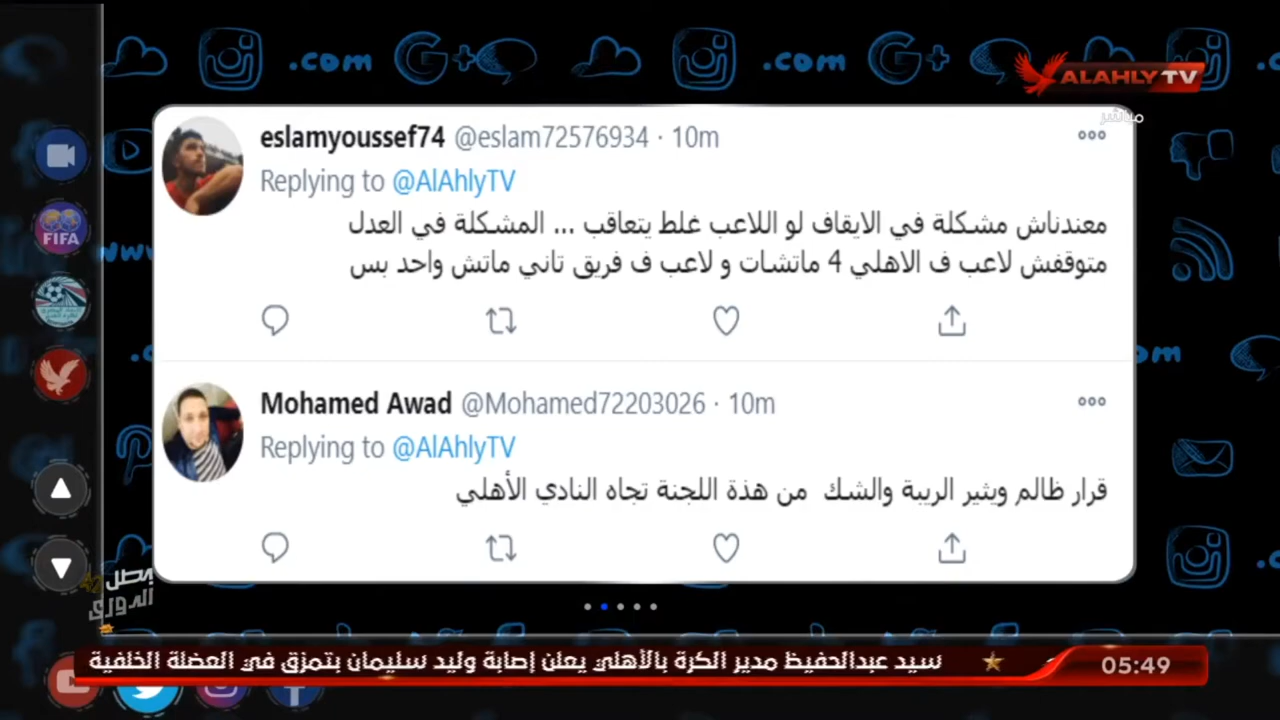 .com
G+
.com
G+
ALAHLY TV
مباشر
eslamyoussef74 @eslam72576934 · 10m
Replying to @AlAhlyTV
معندناش مشكلة في الايقاف لو اللاعب غلط يتعاقب ... المشكلة في العدل
متوقفش لاعب ف الاهلي 4 ماتشات و لاعب ف فريق تاني ماتش واحد بس
FIFA
www
Mohamed Awad @Mohamed72203026 · 10m
Replying to @AlAhlyTV
قرار ظالم ويثير الريبة والشك من هذة اللجنة تجاه النادي الأهلي
بطل
الدوري
سيد عبدالحفيظ مدير الكرة بالأهلي يعلن إصابة وليد سليمان بتمزق في العضلة الخلفية
05:49